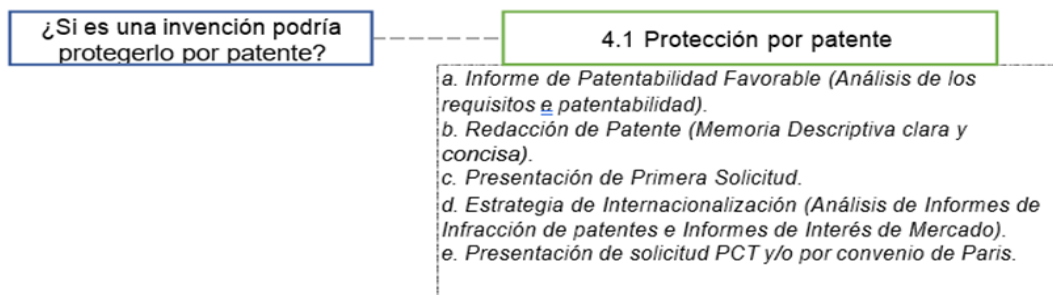 ¿Si es una invención podría
protegerlo por patente?
4.1 Protección por patente
a. Informe de Patentabilidad Favorable (Análisis de los
requisitos e patentabilidad).
b. Redacción de Patente (Memoria Descriptiva clara y
concisa).
c. Presentación de Primera Solicitud.
d. Estrategia de Internacionalización (Análisis de Informes de
Infracción de patentes e Informes de Interés de Mercado).
e. Presentación de solicitud PCT y/o por convenio de Paris.